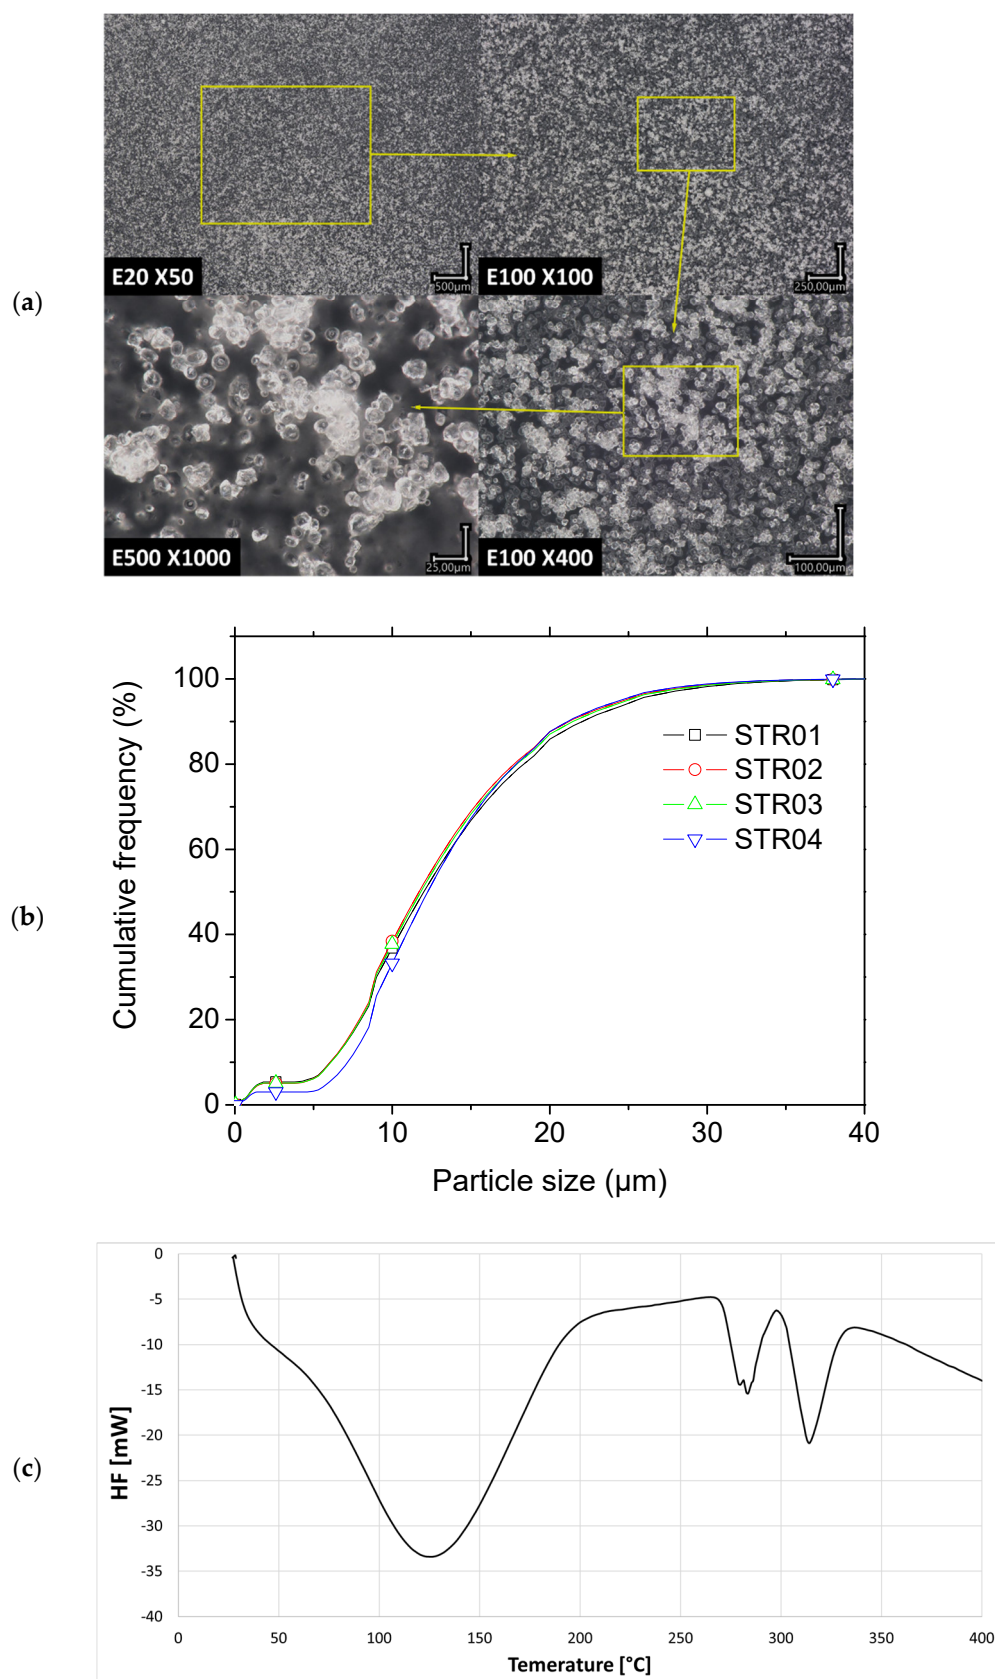 (a)
E20 X50
500µm
E100 X100
250,00µm
E500 X1000
25,00µm
E100 X400
100,00µm
(b)
Cumulative frequency (%)
100
80
60
40
20
0
STR01
STR02
STR03
STR04
0 10 20 30 40
Particle size (µm)
(c)
HF [mW]
0
-5
-10
-15
-20
-25
-30
-35
-40
0 50 100 150 200 250 300 350 400
Temerature [°C]